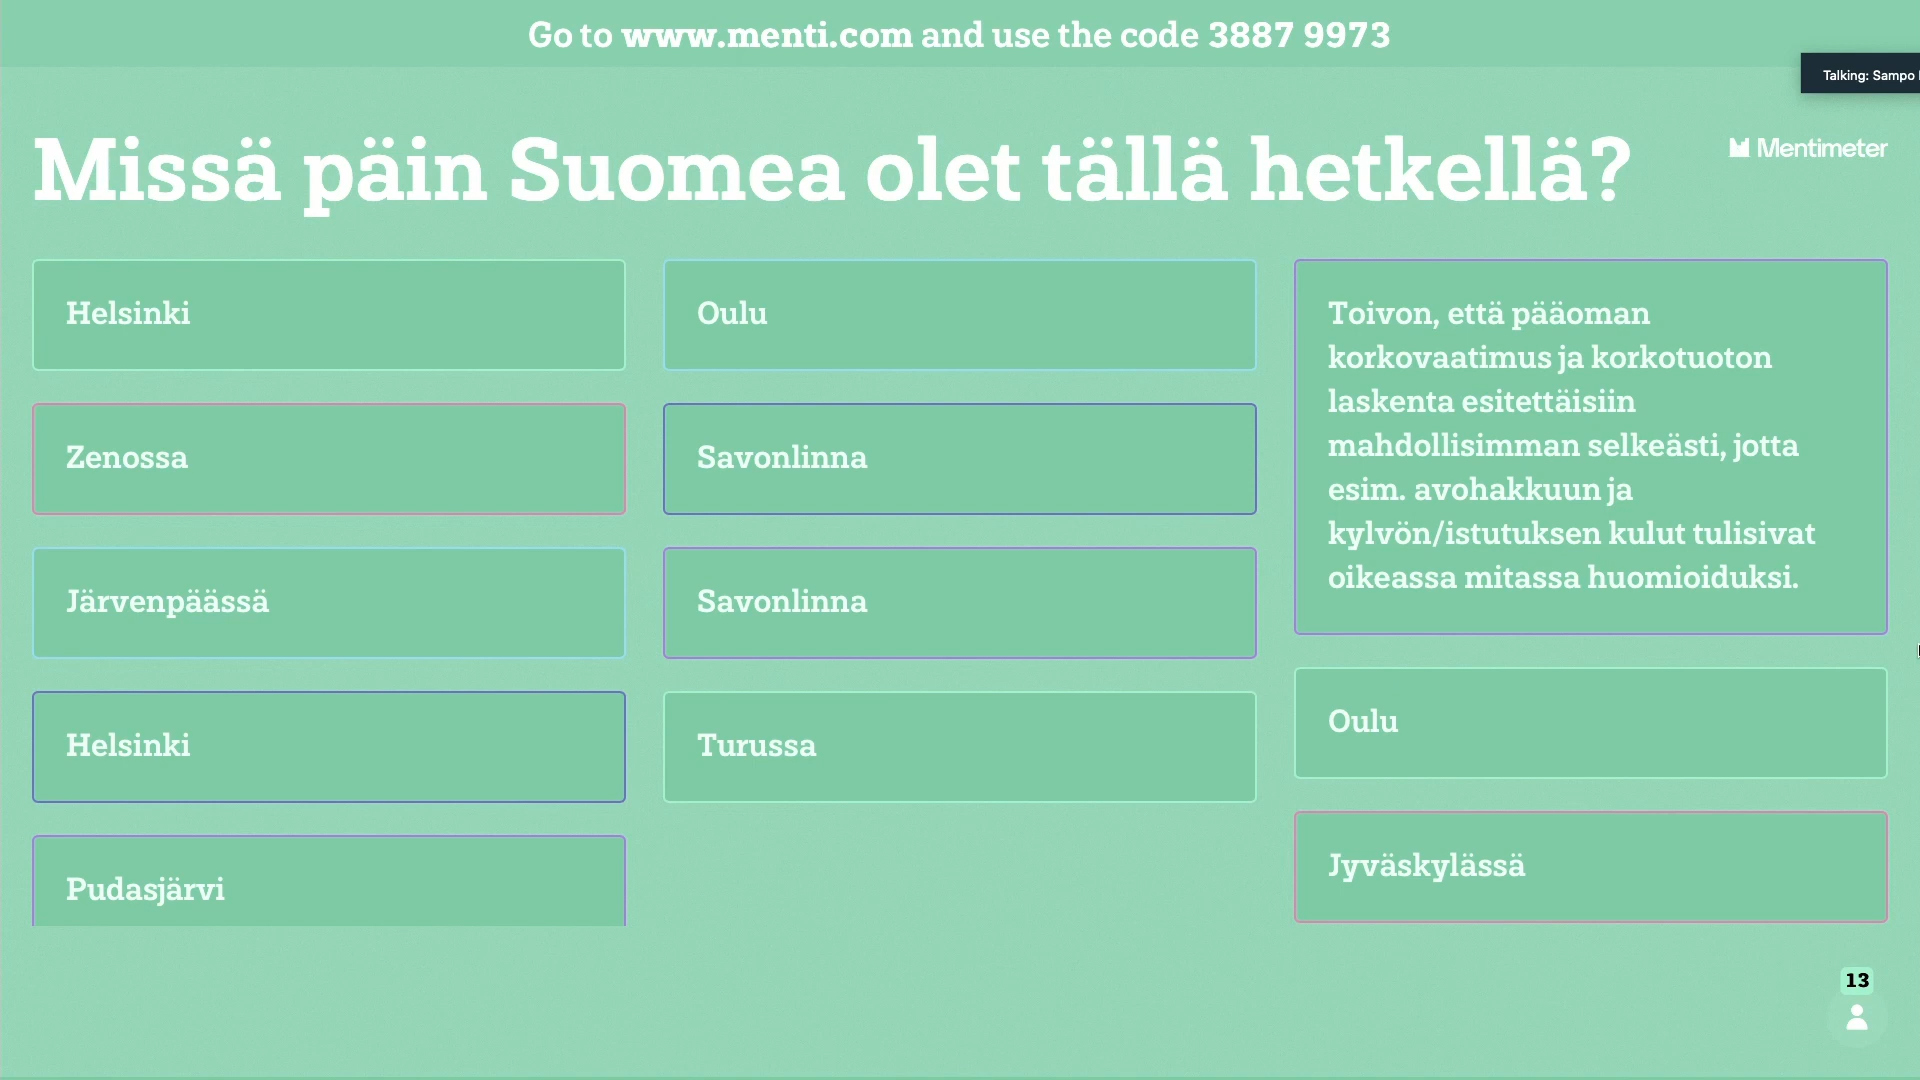 Go to www.menti.com and use the code 3887 9973
Talking: Sampo
Missä päin Suomea olet tällä hetkellä?
Mentimeter
Helsinki
Zenossa
Järvenpäässä
Helsinki
Pudasjärvi
Oulu
Savonlinna
Savonlinna
Turussa
Toivon, että pääoman
korkovaatimus ja korkotuoton
laskenta esitettäisiin
mahdollisimman selkeästi, jotta
esim. avohakkuun ja
kylvön/istutuksen kulut tulisivat
oikeassa mitassa huomioiduksi.
Oulu
Jyväskylässä
13